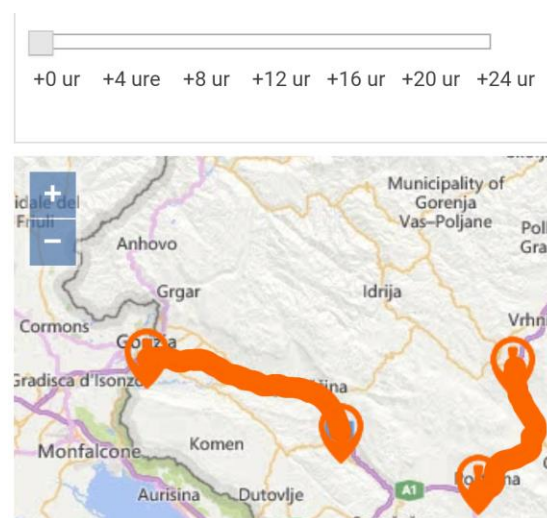 +0 ur +4 ure +8 ur +12 ur +16 ur +20 ur +24 ur
+
−
Municipality of
Gorenja
Vas–Poljane
Friuli
Anhovo
Grgar
Idrija
Cormons
Gradisca d'Isonzo
Monfalcone
Komen
A1
Aurisina
Dutovlje